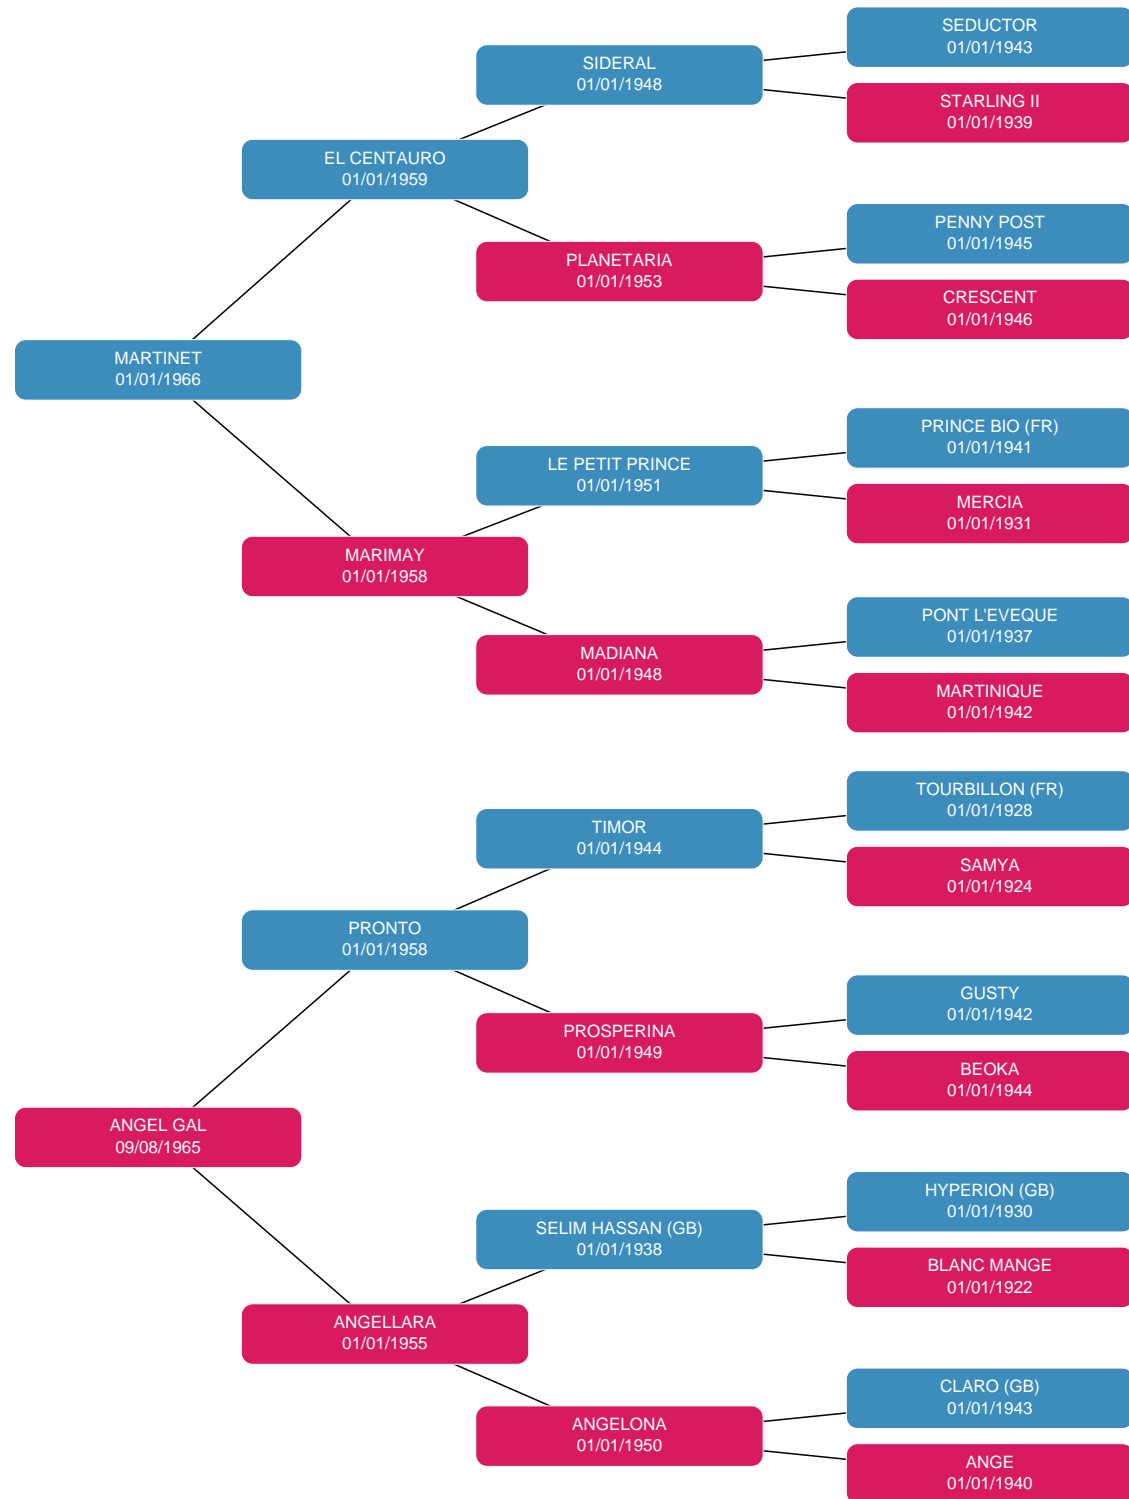 SEDUCTOR
01/01/1943
SIDERAL
01/01/1948
STARLING II
01/01/1939
EL CENTAURO
01/01/1959
PENNY POST
01/01/1945
PLANETARIA
01/01/1953
CRESCENT
01/01/1946
MARTINET
01/01/1966
PRINCE BIO (FR)
01/01/1941
LE PETIT PRINCE
01/01/1951
MERCIA
01/01/1931
MARIMAY
01/01/1958
PONT L'EVEQUE
01/01/1937
MADIANA
01/01/1948
MARTINIQUE
01/01/1942
TOURBILLON (FR)
01/01/1928
TIMOR
01/01/1944
SAMYA
01/01/1924
PRONTO
01/01/1958
GUSTY
01/01/1942
PROSPERINA
01/01/1949
BEOKA
01/01/1944
ANGEL GAL
09/08/1965
HYPERION (GB)
01/01/1930
SELIM HASSAN (GB)
01/01/1938
BLANC MANGE
01/01/1922
ANGELLARA
01/01/1955
CLARO (GB)
01/01/1943
ANGELONA
01/01/1950
ANGE
01/01/1940